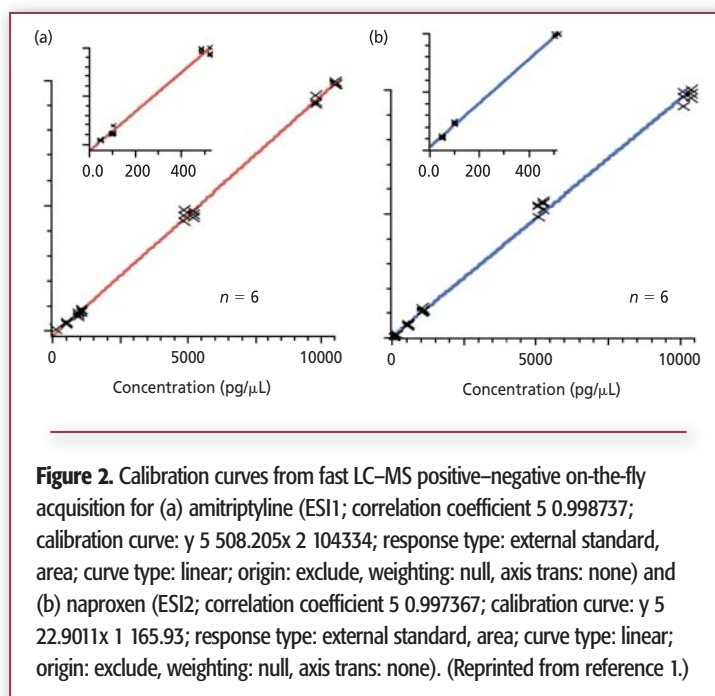 (a)
(b)
0.0 200 400
0.0 200 400
n = 6
n = 6
0 5000 10000
0 5000 10000
Concentration (pg/μL)
Concentration (pg/μL)
Figure 2. Calibration curves from fast LC–MS positive–negative on-the-fly
acquisition for (a) amitriptyline (ESI1; correlation coefficient 5 0.998737;
calibration curve: y 5 508.205x 2 104334; response type: external standard,
area; curve type: linear; origin: exclude, weighting: null, axis trans: none) and
(b) naproxen (ESI2; correlation coefficient 5 0.997367; calibration curve: y 5
22.9011x 1 165.93; response type: external standard, area; curve type: linear;
origin: exclude, weighting: null, axis trans: none). (Reprinted from reference 1.)